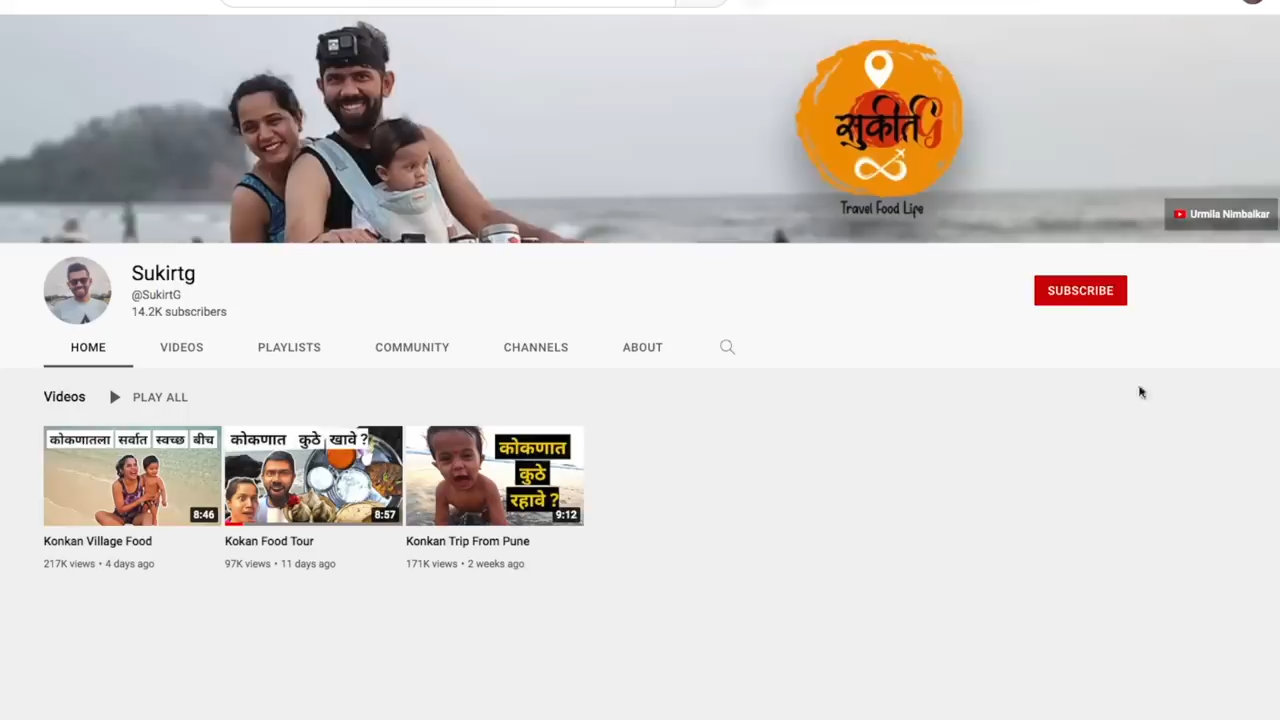 सुकीर्तG
Travel Food Life
Urmila Nimbalkar
Sukirtg
@SukirtG
14.2K subscribers
SUBSCRIBE
HOME VIDEOS PLAYLISTS COMMUNITY CHANNELS ABOUT
Videos PLAY ALL
कोकणातला सर्वात स्वच्छ बीच
8:46
कोकणात कुठे खावे ?
8:57
कोकणात
कुठे
रहावे ?
9:12
Konkan Village Food
217K views • 4 days ago
Kokan Food Tour
97K views • 11 days ago
Konkan Trip From Pune
171K views • 2 weeks ago